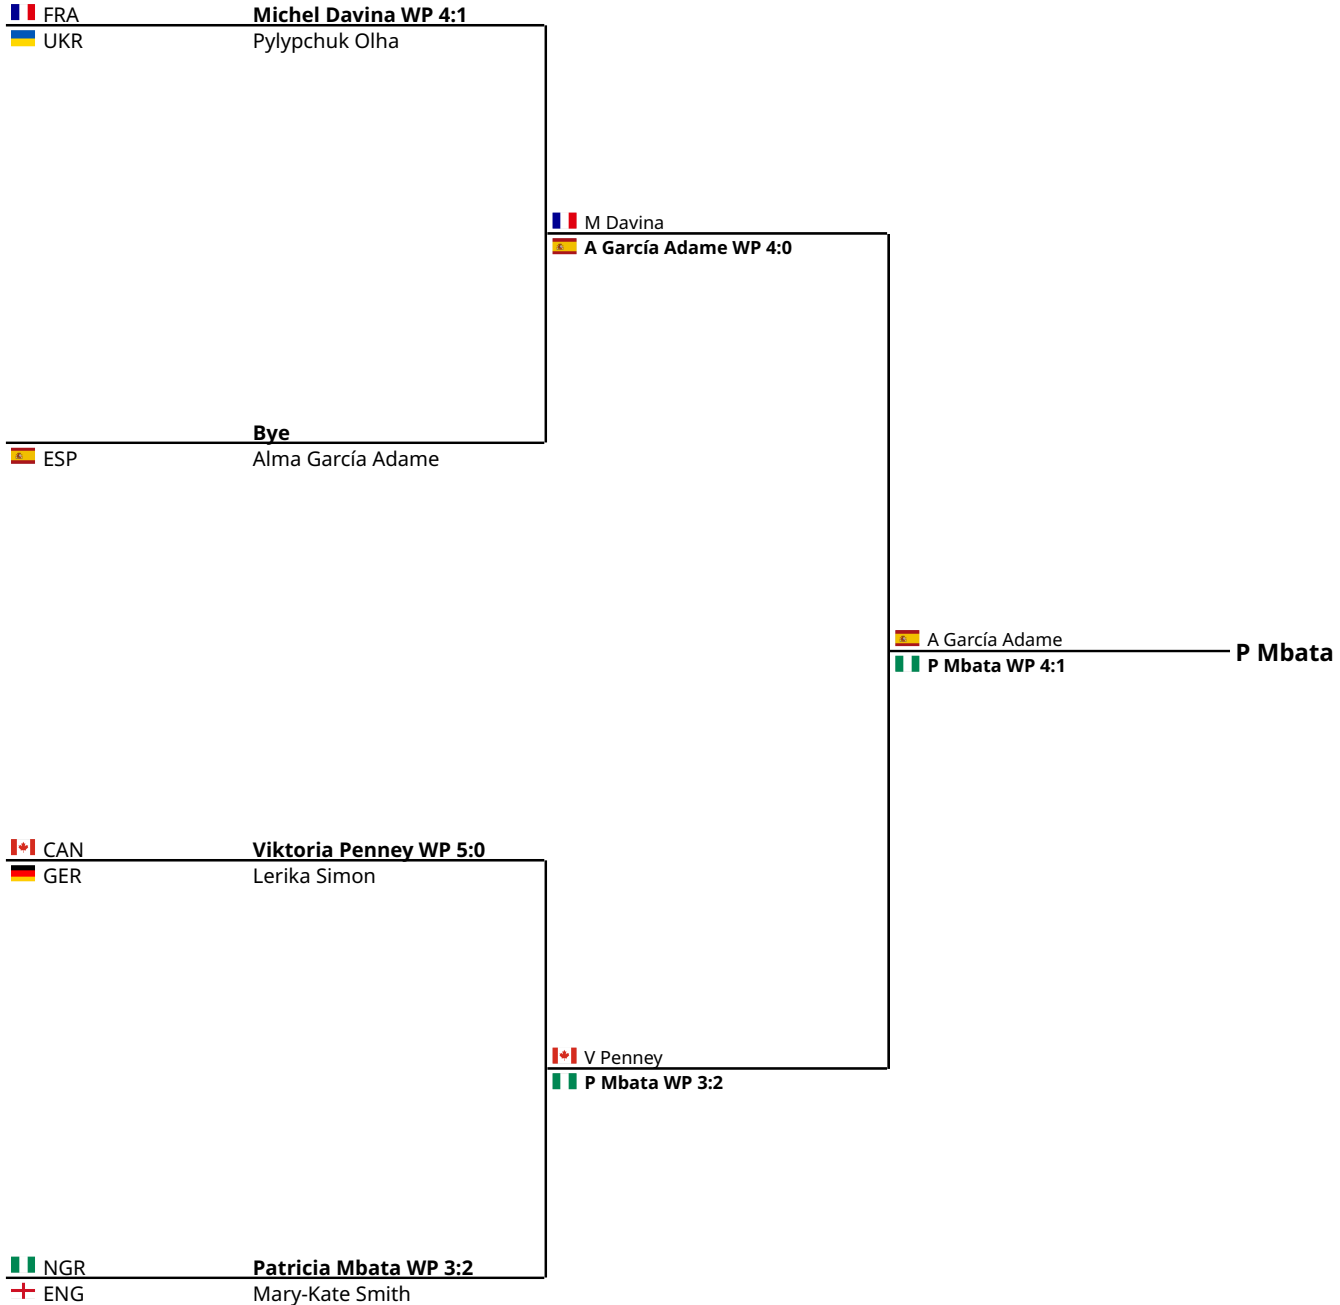 FRA Michel Davina WP 4:1
UKR Pylypchuk Olha
M Davina
A García Adame WP 4:0
Bye
ESP Alma García Adame
A García Adame
P Mbata WP 4:1
P Mbata
CAN Viktoria Penney WP 5:0
GER Lerika Simon
V Penney
P Mbata WP 3:2
NGR Patricia Mbata WP 3:2
ENG Mary-Kate Smith